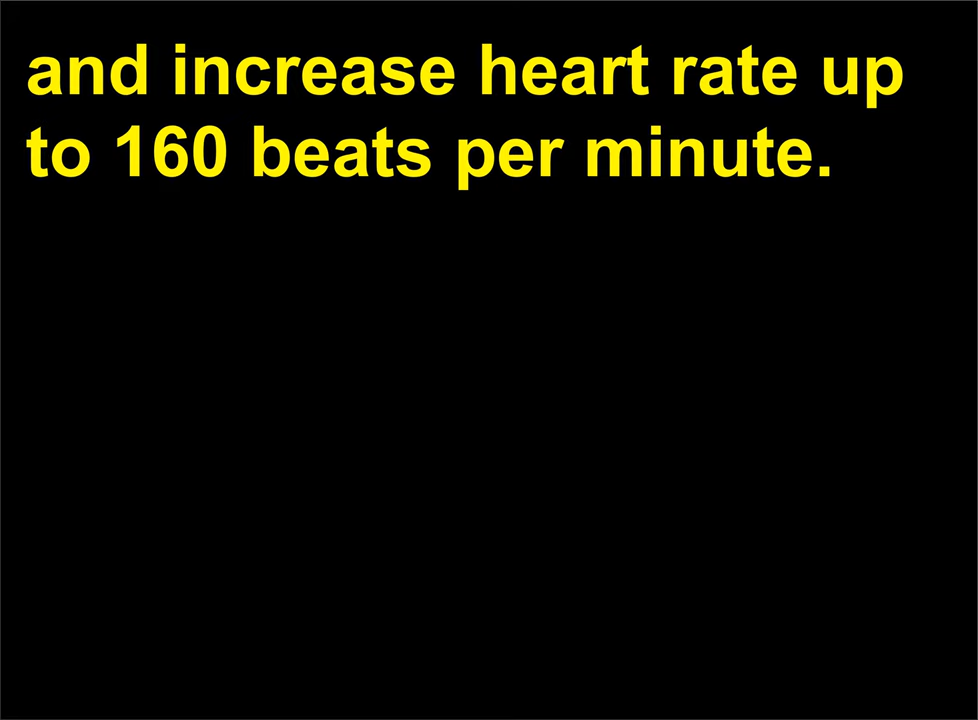 and increase heart rate up
to 160 beats per minute.